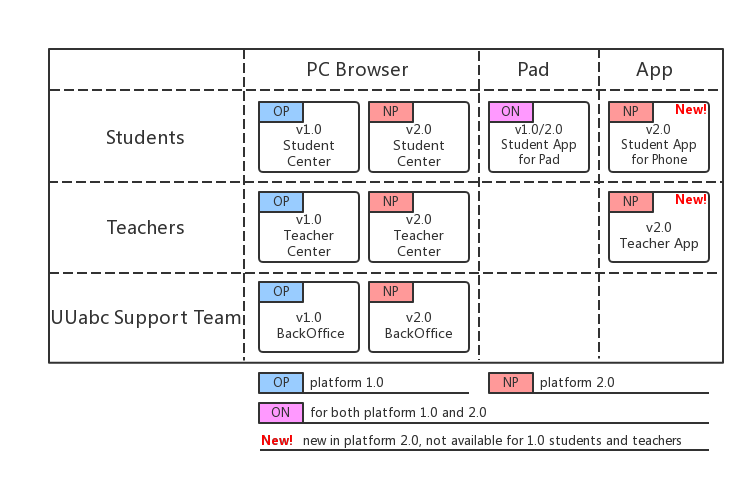 PC Browser Pad App
Students
OP NP ON NP New!
v1.0 v2.0 v1.0/2.0 v2.0
Student Student Student App Student App
Center Center for Pad for Phone
Teachers
OP NP NP New!
v1.0 v2.0 v2.0
Teacher Teacher Teacher App
Center Center
UUabc Support Team
OP NP
v1.0 v2.0
BackOffice BackOffice
OP platform 1.0 NP platform 2.0
ON for both platform 1.0 and 2.0
New! new in platform 2.0, not available for 1.0 students and teachers